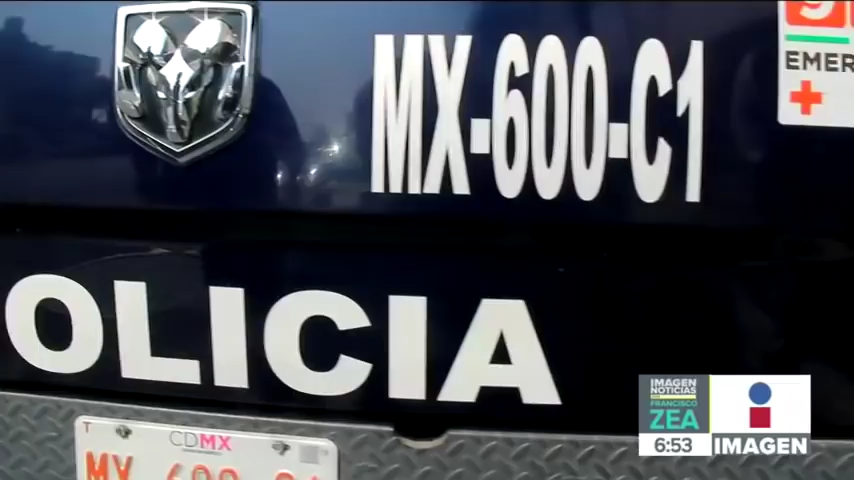 MX-600-C1
EMER
OLICIA
CDMX
IMAGEN
NOTICIAS
FRANCISCO
ZEA
6:53
IMAGEN